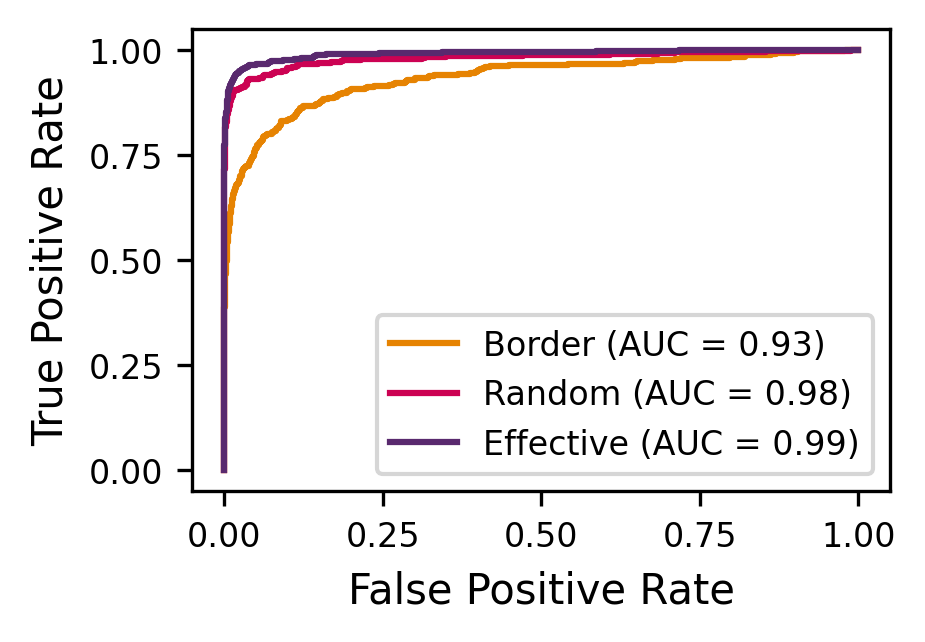 1.00
0.75
0.50
0.25
0.00
True Positive Rate
Border (AUC = 0.93)
Random (AUC = 0.98)
Effective (AUC = 0.99)
0.00 0.25 0.50 0.75 1.00
False Positive Rate